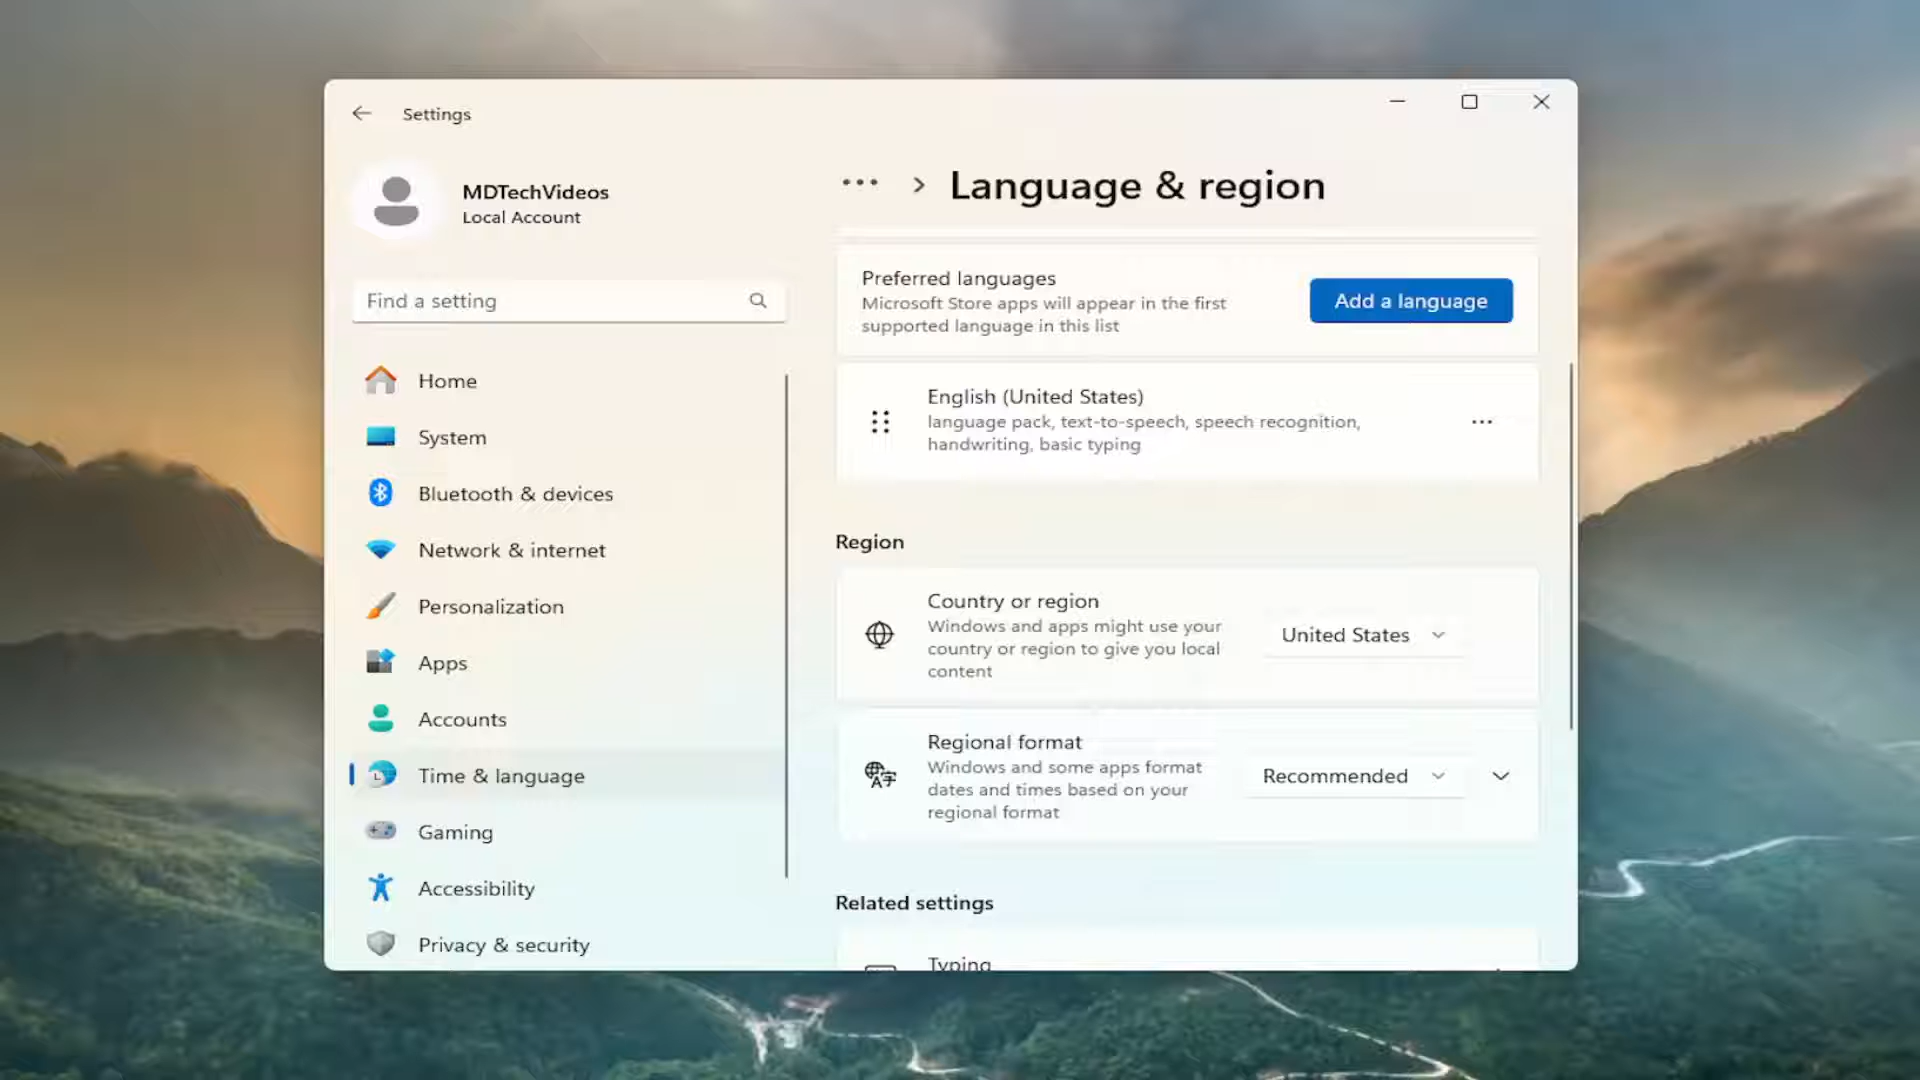 Settings
MDTechVideos
Local Account
Find a setting
Home
System
Bluetooth & devices
Network & internet
Personalization
Apps
Accounts
Time & language
Gaming
Accessibility
Privacy & security
Language & region
Preferred languages
Microsoft Store apps will appear in the first
supported language in this list
Add a language
English (United States)
language pack, text-to-speech, speech recognition,
handwriting, basic typing
Region
Country or region
Windows and apps might use your
country or region to give you local
content
United States
Regional format
Windows and some apps format
dates and times based on your
regional format
Recommended
Related settings
Typing